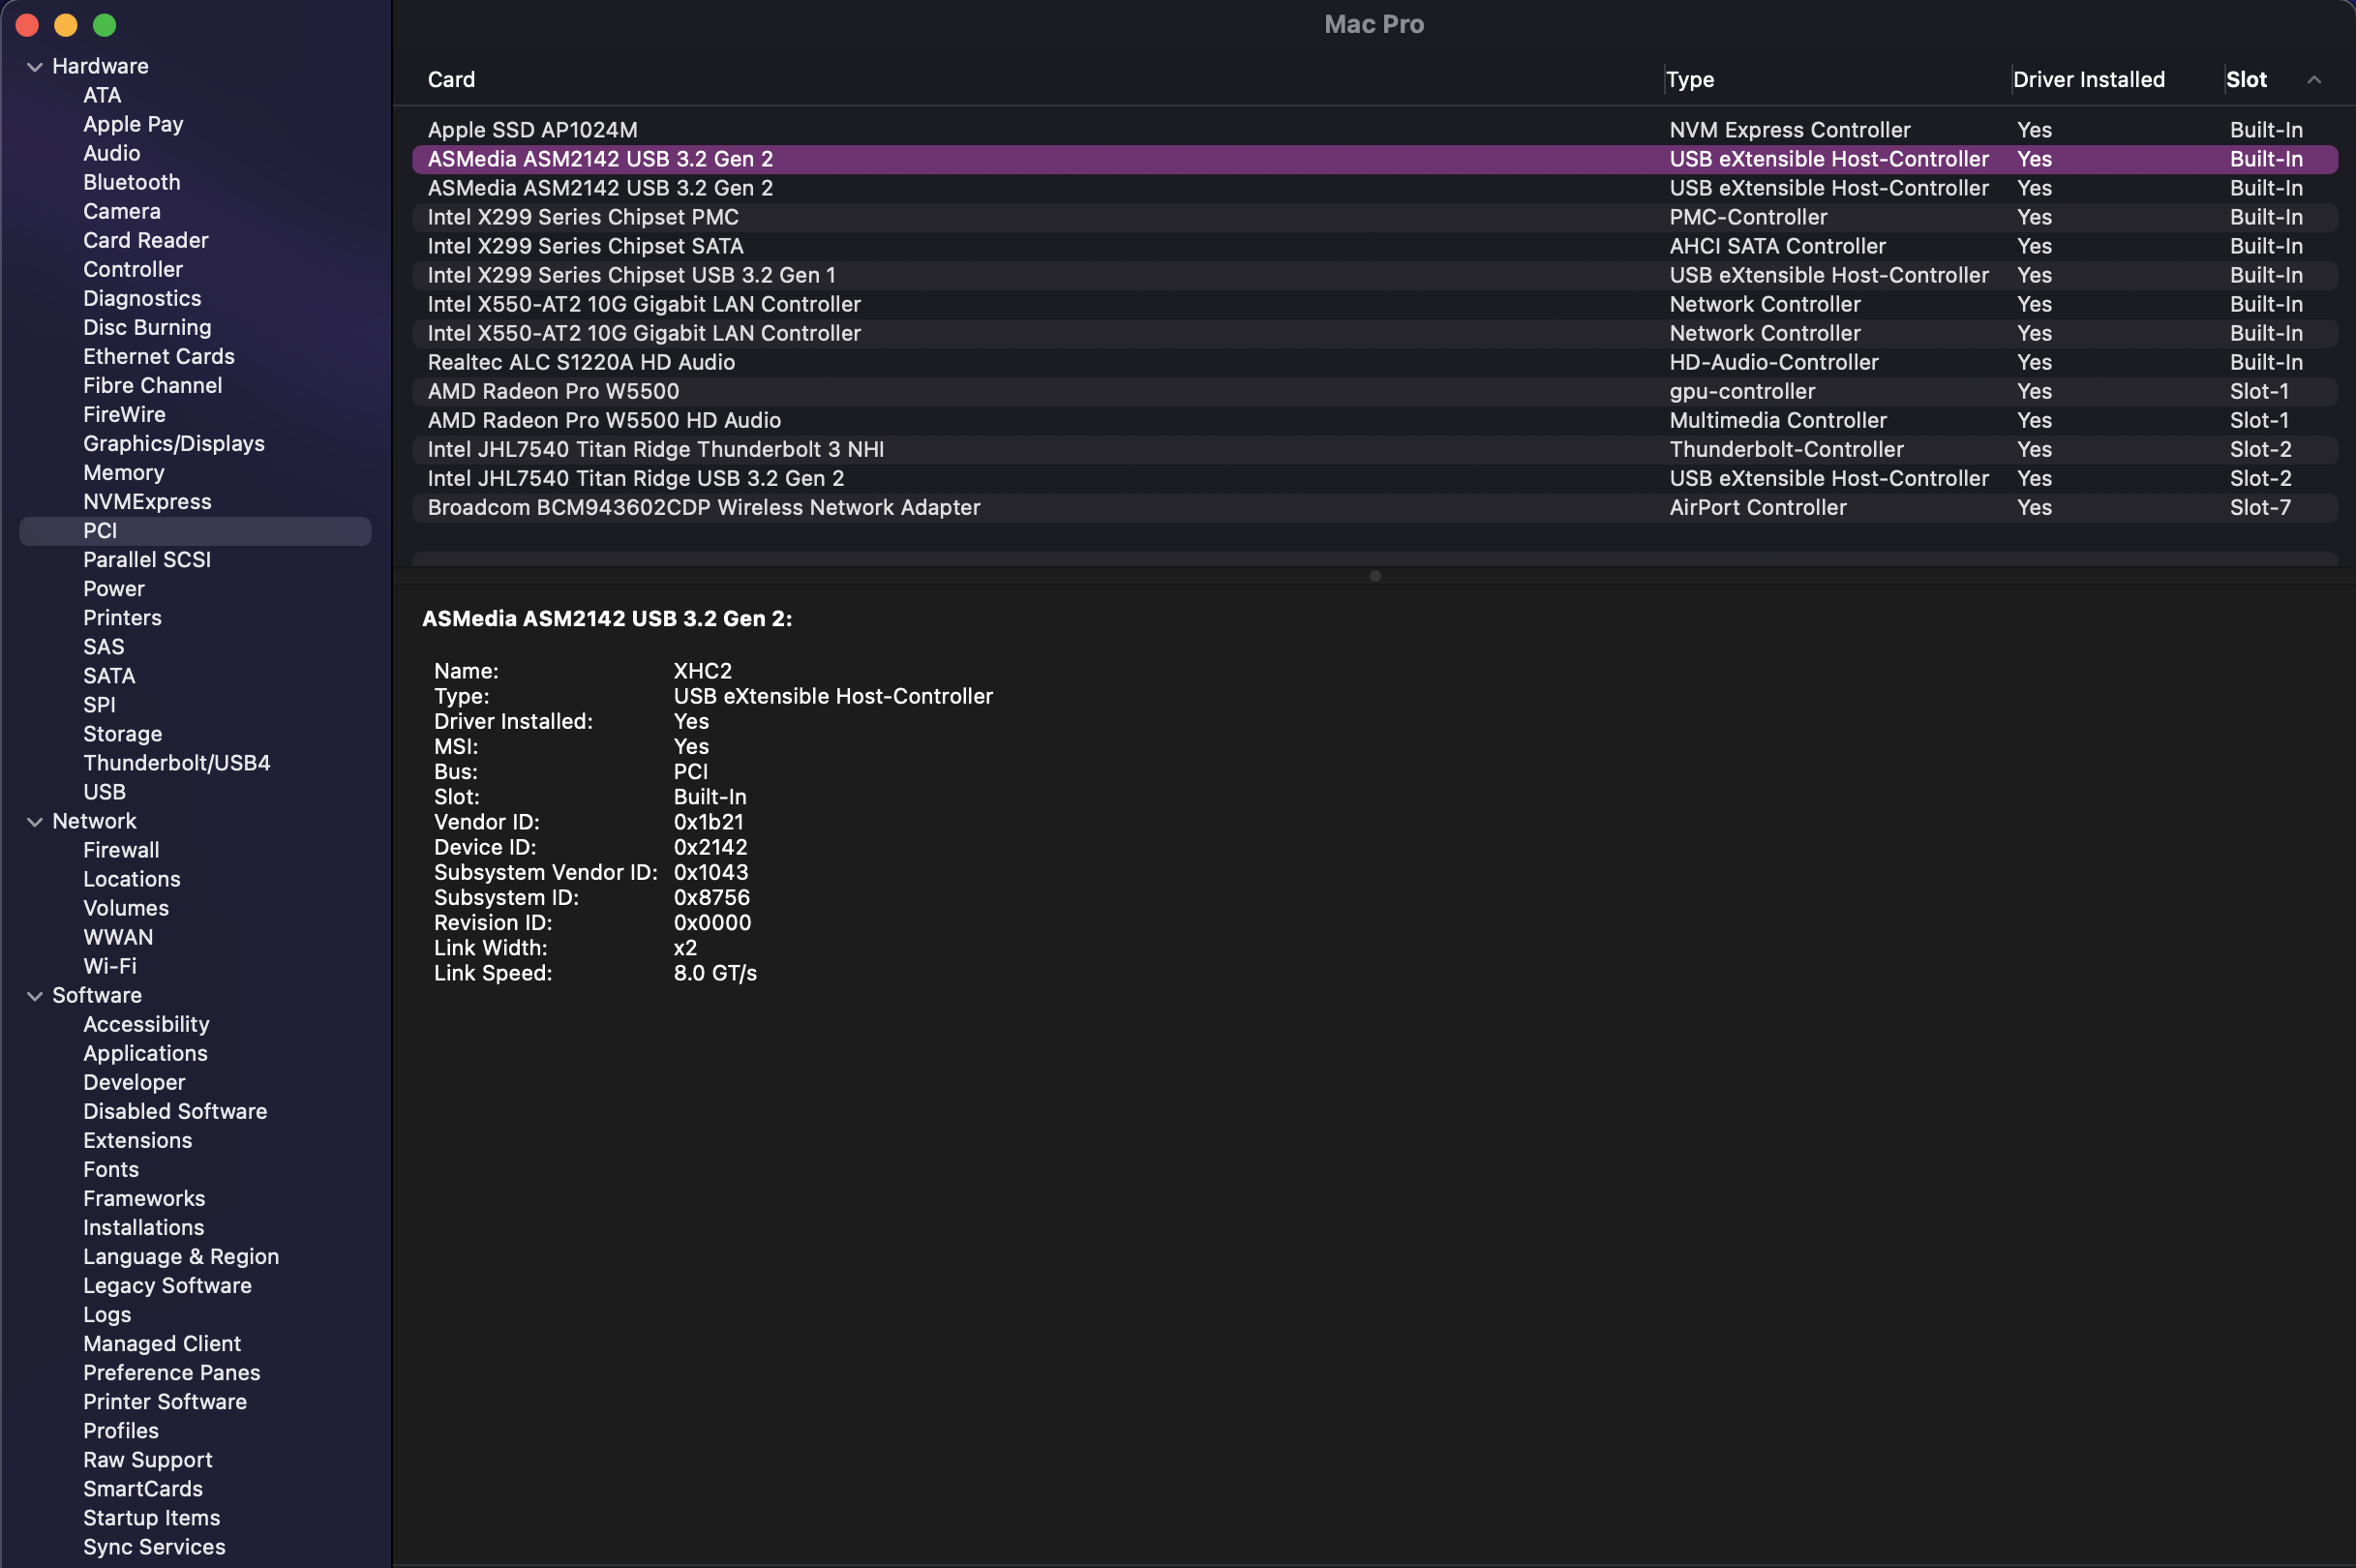 Mac Pro
Hardware
ATA
Apple Pay
Audio
Bluetooth
Camera
Card Reader
Controller
Diagnostics
Disc Burning
Ethernet Cards
Fibre Channel
FireWire
Graphics/Displays
Memory
NVMExpress
PCI
Parallel SCSI
Power
Printers
SAS
SATA
SPI
Storage
Thunderbolt/USB4
USB
Network
Firewall
Locations
Volumes
WWAN
Wi-Fi
Software
Accessibility
Applications
Developer
Disabled Software
Extensions
Fonts
Frameworks
Installations
Language & Region
Legacy Software
Logs
Managed Client
Preference Panes
Printer Software
Profiles
Raw Support
SmartCards
Startup Items
Sync Services
Card Type Driver Installed Slot
Apple SSD AP1024M NVM Express Controller Yes Built-In
ASMedia ASM2142 USB 3.2 Gen 2 USB eXtensible Host-Controller Yes Built-In
ASMedia ASM2142 USB 3.2 Gen 2 USB eXtensible Host-Controller Yes Built-In
Intel X299 Series Chipset PMC PMC-Controller Yes Built-In
Intel X299 Series Chipset SATA AHCI SATA Controller Yes Built-In
Intel X299 Series Chipset USB 3.2 Gen 1 USB eXtensible Host-Controller Yes Built-In
Intel X550-AT2 10G Gigabit LAN Controller Network Controller Yes Built-In
Intel X550-AT2 10G Gigabit LAN Controller Network Controller Yes Built-In
Realtec ALC S1220A HD Audio HD-Audio-Controller Yes Built-In
AMD Radeon Pro W5500 gpu-controller Yes Slot-1
AMD Radeon Pro W5500 HD Audio Multimedia Controller Yes Slot-1
Intel JHL7540 Titan Ridge Thunderbolt 3 NHI Thunderbolt-Controller Yes Slot-2
Intel JHL7540 Titan Ridge USB 3.2 Gen 2 USB eXtensible Host-Controller Yes Slot-2
Broadcom BCM943602CDP Wireless Network Adapter AirPort Controller Yes Slot-7
ASMedia ASM2142 USB 3.2 Gen 2:
Name: XHC2
Type: USB eXtensible Host-Controller
Driver Installed: Yes
MSI: Yes
Bus: PCI
Slot: Built-In
Vendor ID: 0x1b21
Device ID: 0x2142
Subsystem Vendor ID: 0x1043
Subsystem ID: 0x8756
Revision ID: 0x0000
Link Width: x2
Link Speed: 8.0 GT/s